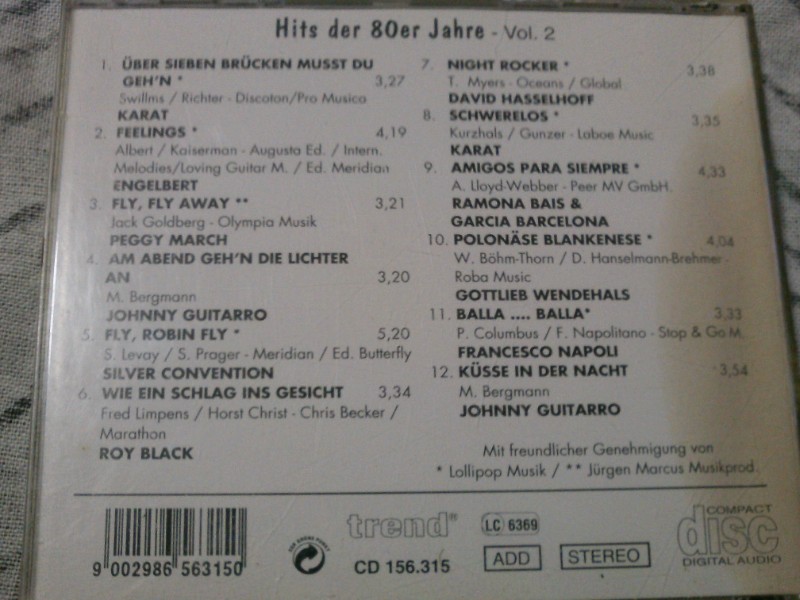 Hits der 80er Jahre - Vol. 2
1. ÜBER SIEBEN BRÜCKEN MUSST DU
GEH'N * 3,27
Swillms / Richter - Discoton/Pro Musica
KARAT
2. FEELINGS * 4,19
Albert / Kaiserman - Augusta Ed. / Intern.
Melodies/Loving Guitar M. / Ed. Meridian
ENGELBERT
3. FLY, FLY AWAY ** 3,21
Jack Goldberg - Olympia Musik
PEGGY MARCH
4. AM ABEND GEH'N DIE LICHTER
AN 3,20
M. Bergmann
JOHNNY GUITARRO
5. FLY, ROBIN FLY * 5,20
S. Levay / S. Prager - Meridian / Ed. Butterfly
SILVER CONVENTION
6. WIE EIN SCHLAG INS GESICHT 3,34
Fred Limpens / Horst Christ - Chris Becker /
Marathon
ROY BLACK
7. NIGHT ROCKER * 3,38
T. Myers - Oceans / Global
DAVID HASSELHOFF
8. SCHWERELOS * 3,35
Kurzhals / Gunzer - Laboe Music
KARAT
9. AMIGOS PARA SIEMPRE * 4,33
A. Lloyd-Webber - Peer MV GmbH.
RAMONA BAIS &
GARCIA BARCELONA
10. POLONÄSE BLANKENESE * 4,04
W. Böhm-Thorn / D. Hanselmann-Brehmer -
Roba Music
GOTTLIEB WENDEHALS
11. BALLA .... BALLA* 3,33
P. Columbus / F. Napolitano - Stop & Go M.
FRANCESCO NAPOLI
12. KÜSSE IN DER NACHT 3,54
M. Bergmann
JOHNNY GUITARRO
Mit freundlicher Genehmigung von
* Lollipop Musik / ** Jürgen Marcus Musikprod.
9 002986 563150
DER GRÜNE PUNKT
trend®
CD 156.315
LC 6369
ADD
STEREO
COMPACT
disc
DIGITAL AUDIO